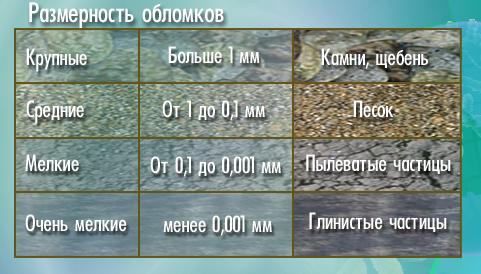 Размерность обломков
Крупные Больше 1 мм Камни, щебень
Средние От 1 до 0,1 мм Песок
Мелкие От 0,1 до 0,001 мм Пылеватые частицы
Очень мелкие менее 0,001 мм Глинистые частицы